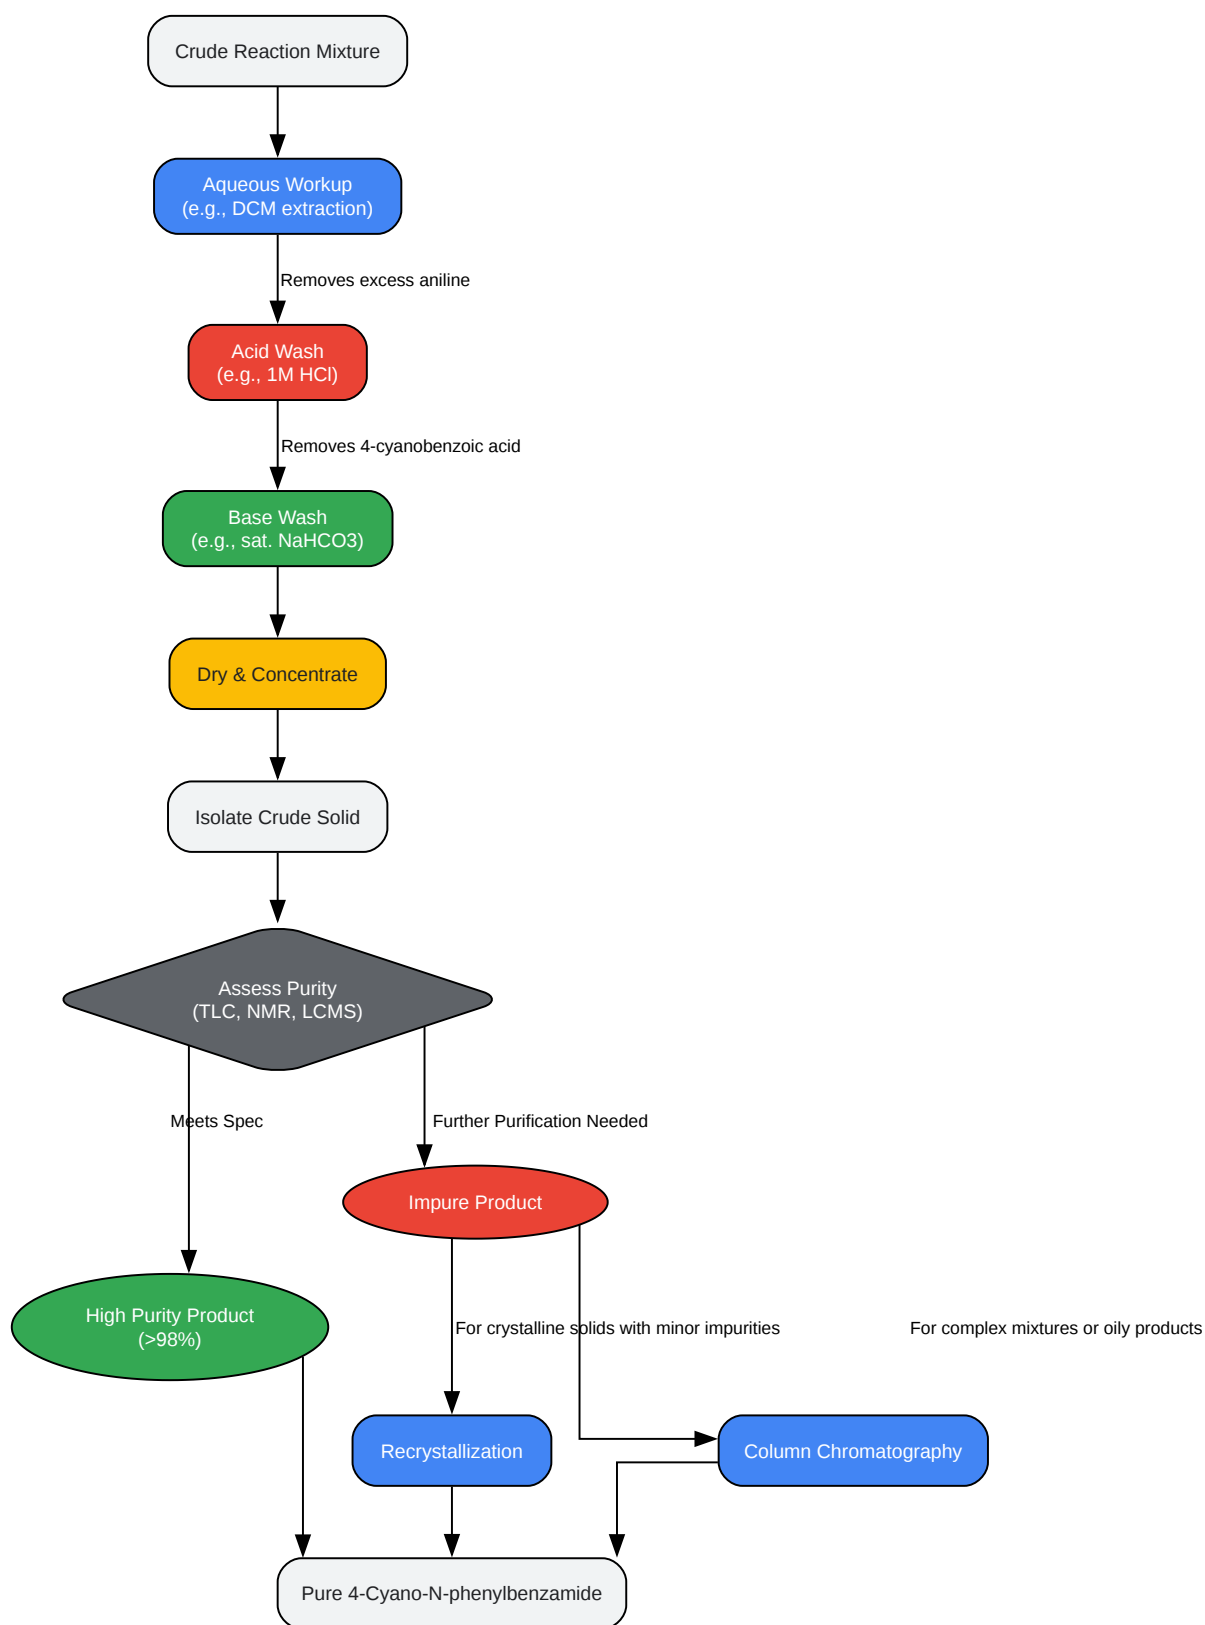 Crude Reaction Mixture
Aqueous Workup
(e.g., DCM extraction)
Removes excess aniline
Acid Wash
(e.g., 1M HCl)
Removes 4-cyanobenzoic acid
Base Wash
(e.g., sat. NaHCO3)
Dry & Concentrate
Isolate Crude Solid
Assess Purity
(TLC, NMR, LCMS)
Meets Spec
Further Purification Needed
Impure Product
High Purity Product
(>98%)
For crystalline solids with minor impurities
For complex mixtures or oily products
Recrystallization
Column Chromatography
Pure 4-Cyano-N-phenylbenzamide